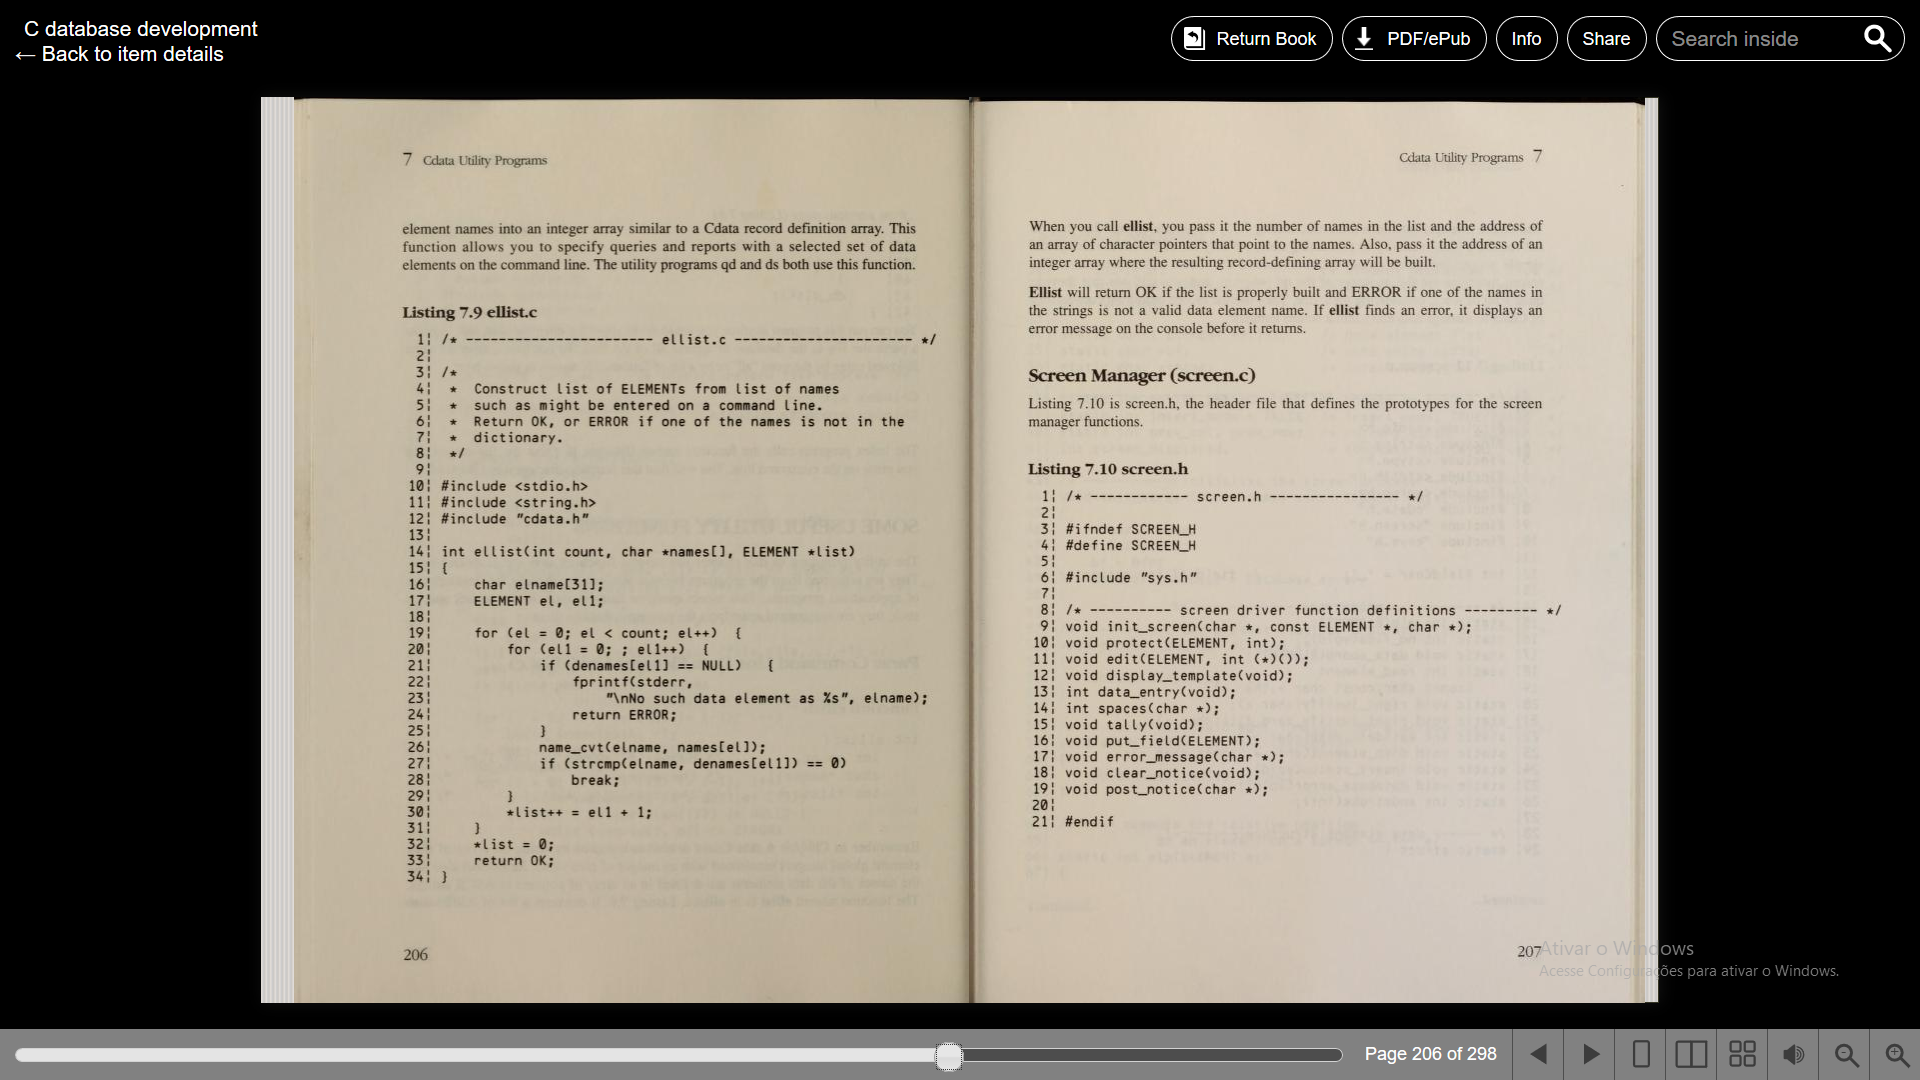 C database development
← Back to item details
Return Book
PDF/ePub
Info
Share
Search inside
7 Cdata Utility Programs
element names into an integer array similar to a Cdata record definition array. This
function allows you to specify queries and reports with a selected set of data
elements on the command line. The utility programs qd and ds both use this function.
Listing 7.9 ellist.c
1¦ /* ----------------------- ellist.c ---------------------- */
2¦
3¦ /*
4¦  *  Construct list of ELEMENTs from list of names
5¦  *  such as might be entered on a command line.
6¦  *  Return OK, or ERROR if one of the names is not in the
7¦  *  dictionary.
8¦  */
9¦
10¦ #include <stdio.h>
11¦ #include <string.h>
12¦ #include "cdata.h"
13¦
14¦ int ellist(int count, char *names[], ELEMENT *list)
15¦ {
16¦     char elname[31];
17¦     ELEMENT el, el1;
18¦
19¦     for (el = 0; el < count; el++)  {
20¦         for (el1 = 0; ; el1++)  {
21¦             if (denames[el1] == NULL)   {
22¦                 fprintf(stderr,
23¦                     "\nNo such data element as %s", elname);
24¦                 return ERROR;
25¦             }
26¦             name_cvt(elname, names[el]);
27¦             if (strcmp(elname, denames[el1]) == 0)
28¦                 break;
29¦         }
30¦         *list++ = el1 + 1;
31¦     }
32¦     *list = 0;
33¦     return OK;
34¦ }
206
Cdata Utility Programs 7
When you call ellist, you pass it the number of names in the list and the address of
an array of character pointers that point to the names. Also, pass it the address of an
integer array where the resulting record-defining array will be built.
Ellist will return OK if the list is properly built and ERROR if one of the names in
the strings is not a valid data element name. If ellist finds an error, it displays an
error message on the console before it returns.
Screen Manager (screen.c)
Listing 7.10 is screen.h, the header file that defines the prototypes for the screen
manager functions.
Listing 7.10 screen.h
1¦ /* ------------ screen.h ---------------- */
2¦
3¦ #ifndef SCREEN_H
4¦ #define SCREEN_H
5¦
6¦ #include "sys.h"
7¦
8¦ /* ---------- screen driver function definitions --------- */
9¦ void init_screen(char *, const ELEMENT *, char *);
10¦ void protect(ELEMENT, int);
11¦ void edit(ELEMENT, int (*)());
12¦ void display_template(void);
13¦ int data_entry(void);
14¦ int spaces(char *);
15¦ void tally(void);
16¦ void put_field(ELEMENT);
17¦ void error_message(char *);
18¦ void clear_notice(void);
19¦ void post_notice(char *);
20¦
21¦ #endif
207
Ativar o Windows
Acesse Configurações para ativar o Windows.
Page 206 of 298